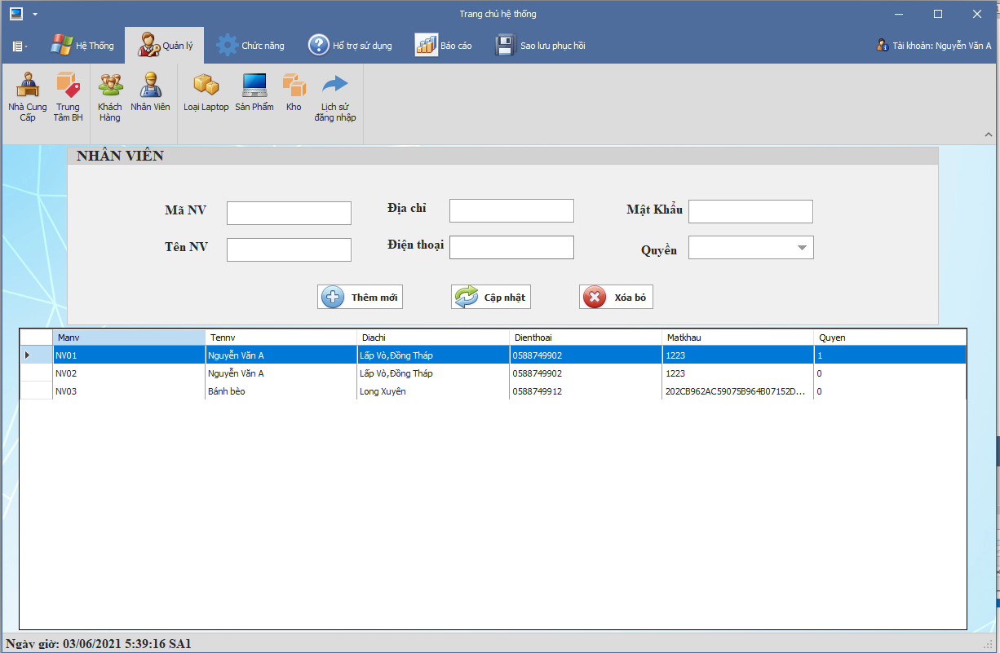 Trang chủ hệ thống
Hệ Thống Quản lý Chức năng Hổ trợ sử dụng Báo cáo Sao lưu phục hồi Tài khoản: Nguyễn Văn A
Nhà Cung Cấp
Trung Tâm BH
Khách Hàng
Nhân Viên
Loại Laptop
Sản Phẩm
Kho
Lịch sử đăng nhập
NHÂN VIÊN
Mã NV Địa chỉ Mật Khẩu
Tên NV Điện thoại Quyền
Thêm mới Cập nhật Xóa bỏ
Manv Tennv Diachi Dienthoai Matkhau Quyen
NV01 Nguyễn Văn A Lấp Vò,Đồng Tháp 0588749902 1223 1
NV02 Nguyễn Văn A Lấp Vò,Đồng Tháp 0588749902 1223 0
NV03 Bánh bèo Long Xuyên 0588749912 202CB962AC59075B964B07152D... 0
Ngày giờ: 03/06/2021 5:39:16 SA1